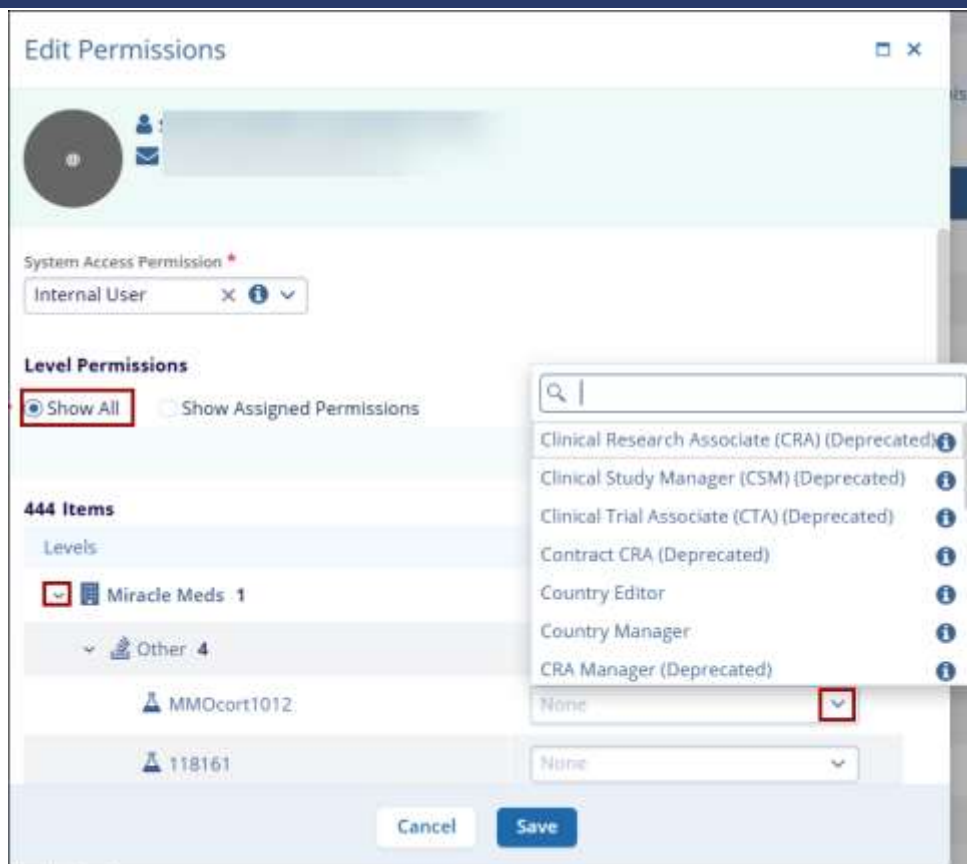 Edit Permissions
System Access Permission *
Internal User
Level Permissions
Show All
Show Assigned Permissions
444 Items
Levels
Miracle Meds 1
Other 4
MMOcort1012
None
118161
None
Clinical Research Associate (CRA) (Deprecated)
Clinical Study Manager (CSM) (Deprecated)
Clinical Trial Associate (CTA) (Deprecated)
Contract CRA (Deprecated)
Country Editor
Country Manager
CRA Manager (Deprecated)
Cancel
Save